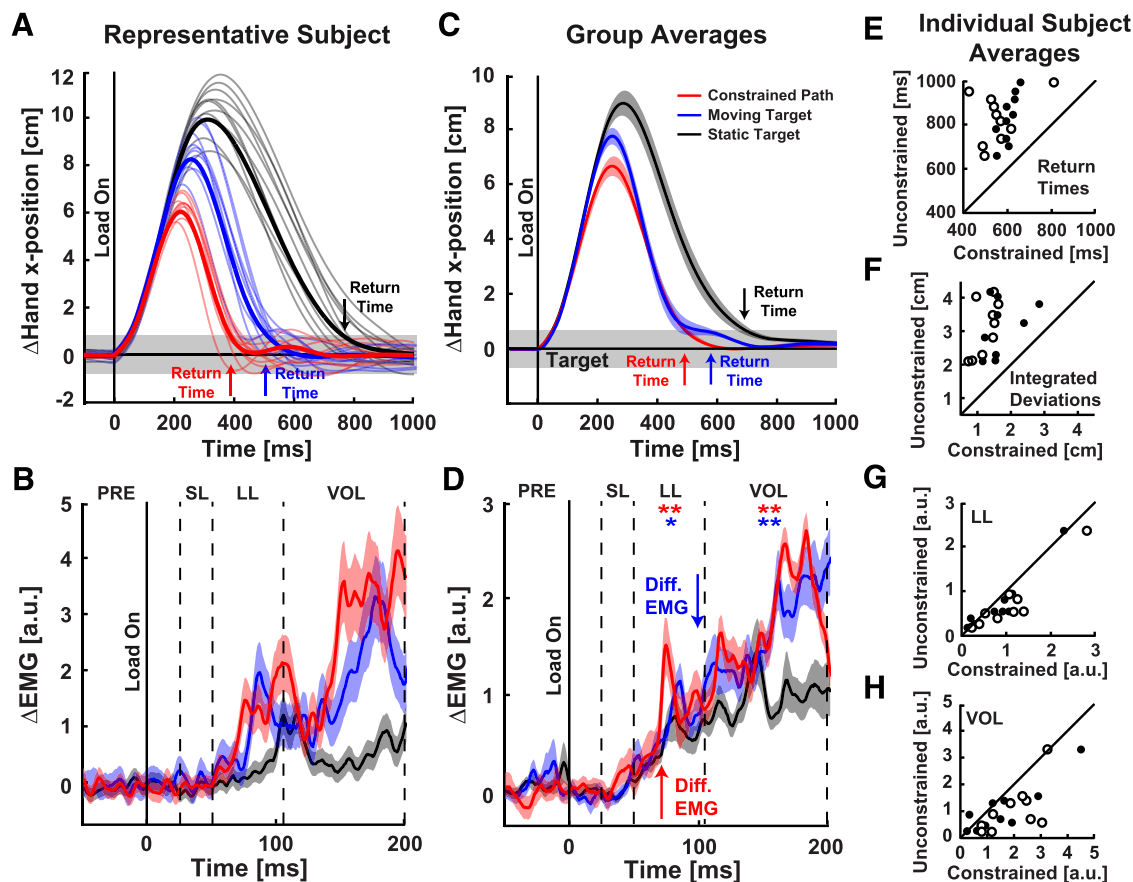 A
Representative Subject
ΔHand x-position [cm]
12
10
8
6
4
2
0
-2
Load On
Return
Time
Return
Time
Return
Time
0
200
400
600
800
1000
Time [ms]
B
PRE
SL
LL
VOL
ΔEMG [a.u.]
5
4
3
2
1
0
Load On
0
100
200
Time [ms]
C
Group Averages
ΔHand x-position [cm]
10
8
6
4
2
0
Load On
Constrained Path
Moving Target
Static Target
Return
Time
Target
Return
Time
Return
Time
0
200
400
600
800
1000
Time [ms]
D
PRE
SL
LL
VOL
**
*
**
**
ΔEMG [a.u.]
3
2
1
0
Load On
Diff.
EMG
Diff.
EMG
0
100
200
Time [ms]
E
Individual Subject
Averages
Unconstrained [ms]
1000
800
600
400
Return
Times
400
600
800
1000
Constrained [ms]
F
Unconstrained [cm]
4
3
2
1
Integrated
Deviations
1
2
3
4
Constrained [cm]
G
Unconstrained [a.u.]
3
2
1
0
LL
0
1
2
3
Constrained [a.u.]
H
Unconstrained [a.u.]
5
4
3
2
1
0
VOL
0
1
2
3
4
5
Constrained [a.u.]